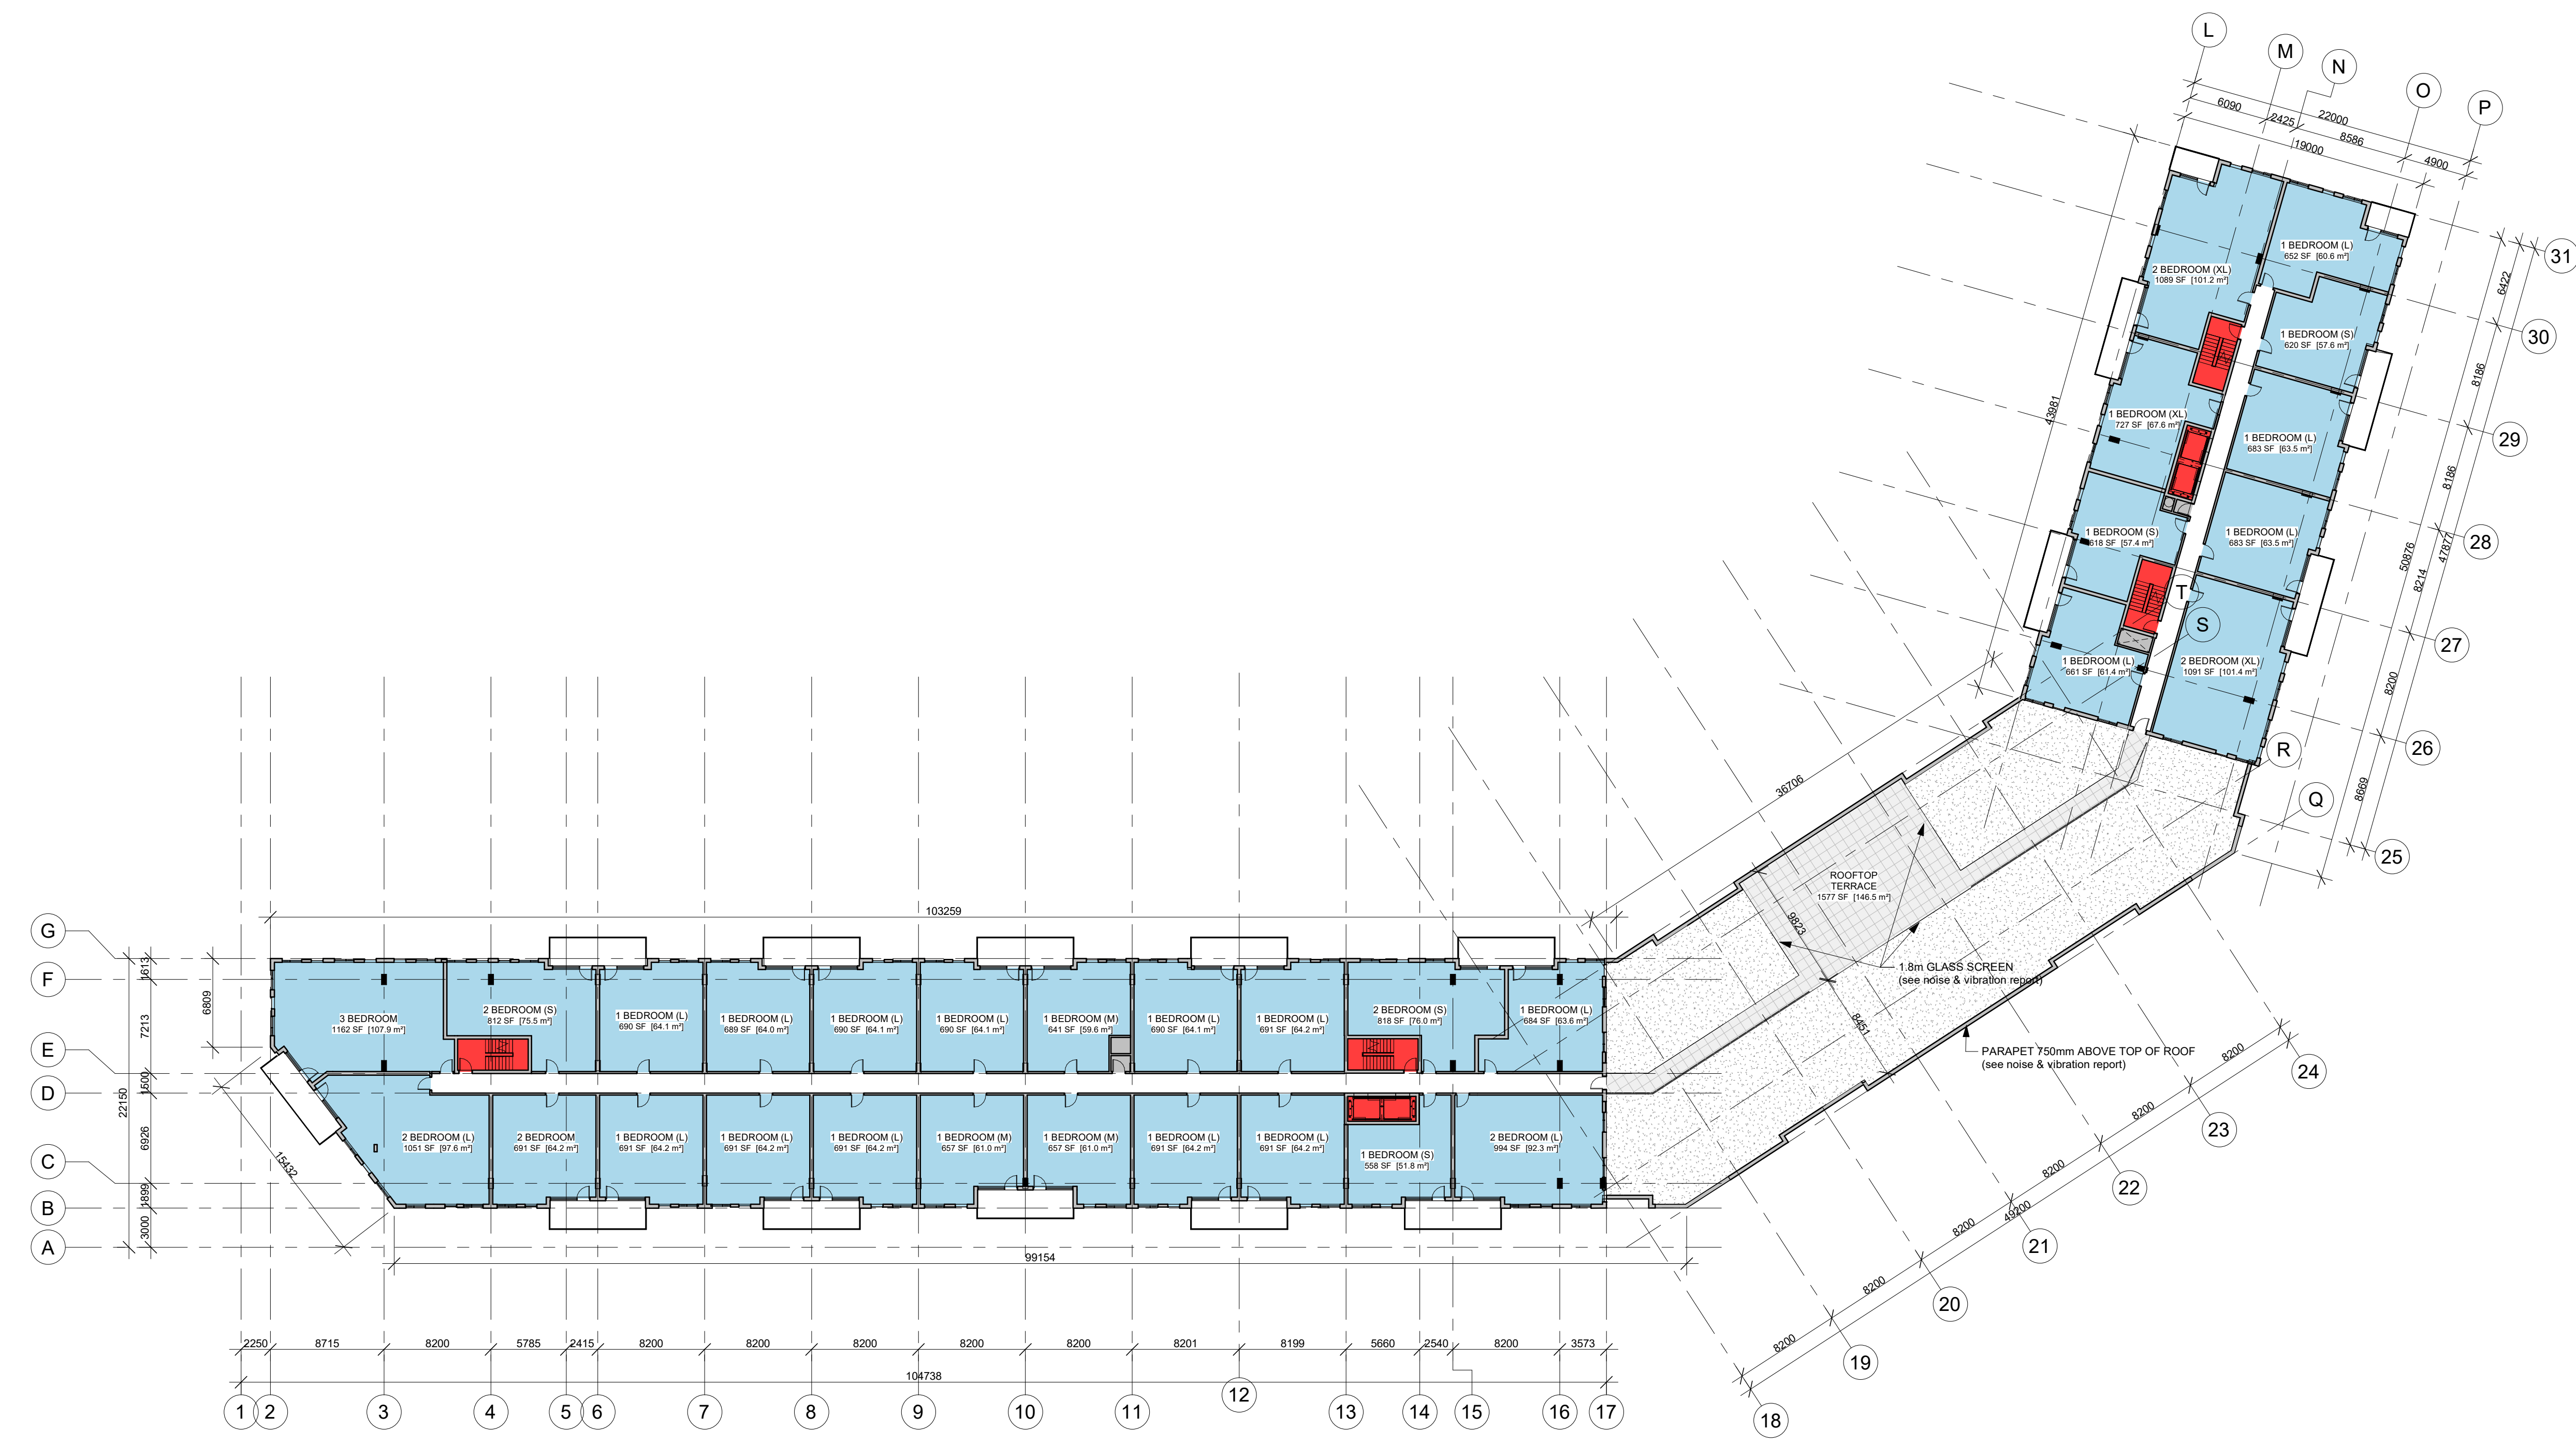 L
M
N
O
P
6090
2425
22000
8586
19000
4900
31
30
29
28
27
26
25
6422
8186
8186
50876
8214
47877
8200
8669
43981
1 BEDROOM (L)
652 SF [60.6 m²]
2 BEDROOM (XL)
1089 SF [101.2 m²]
1 BEDROOM (S)
620 SF [57.6 m²]
1 BEDROOM (XL)
727 SF [67.6 m²]
1 BEDROOM (L)
683 SF [63.5 m²]
1 BEDROOM (S)
618 SF [57.4 m²]
1 BEDROOM (L)
683 SF [63.5 m²]
T
S
1 BEDROOM (L)
661 SF [61.4 m²]
2 BEDROOM (XL)
1091 SF [101.4 m²]
R
Q
36706
ROOFTOP
TERRACE
1577 SF [146.5 m²]
9823
1.8m GLASS SCREEN
(see noise & vibration report)
8451
PARAPET 750mm ABOVE TOP OF ROOF
(see noise & vibration report)
103259
G
F
E
D
C
B
A
1613
7213
1500
6926
1899
3000
22150
6809
15432
3 BEDROOM
1162 SF [107.9 m²]
2 BEDROOM (S)
812 SF [75.5 m²]
1 BEDROOM (L)
690 SF [64.1 m²]
1 BEDROOM (L)
689 SF [64.0 m²]
1 BEDROOM (L)
690 SF [64.1 m²]
1 BEDROOM (L)
690 SF [64.1 m²]
1 BEDROOM (M)
641 SF [59.6 m²]
1 BEDROOM (L)
690 SF [64.1 m²]
1 BEDROOM (L)
691 SF [64.2 m²]
2 BEDROOM (S)
818 SF [76.0 m²]
1 BEDROOM (L)
684 SF [63.6 m²]
2 BEDROOM (L)
1051 SF [97.6 m²]
2 BEDROOM
691 SF [64.2 m²]
1 BEDROOM (L)
691 SF [64.2 m²]
1 BEDROOM (L)
691 SF [64.2 m²]
1 BEDROOM (L)
691 SF [64.2 m²]
1 BEDROOM (M)
657 SF [61.0 m²]
1 BEDROOM (M)
657 SF [61.0 m²]
1 BEDROOM (L)
691 SF [64.2 m²]
1 BEDROOM (L)
691 SF [64.2 m²]
1 BEDROOM (S)
558 SF [51.8 m²]
2 BEDROOM (L)
994 SF [92.3 m²]
99154
2250
8715
8200
5785
2415
8200
8200
8200
8200
8200
8201
8199
5660
2540
8200
3573
104738
1
2
3
4
5
6
7
8
9
10
11
12
13
14
15
16
17
8200
8200
8200
8200
8200
8200
49200
18
19
20
21
22
23
24